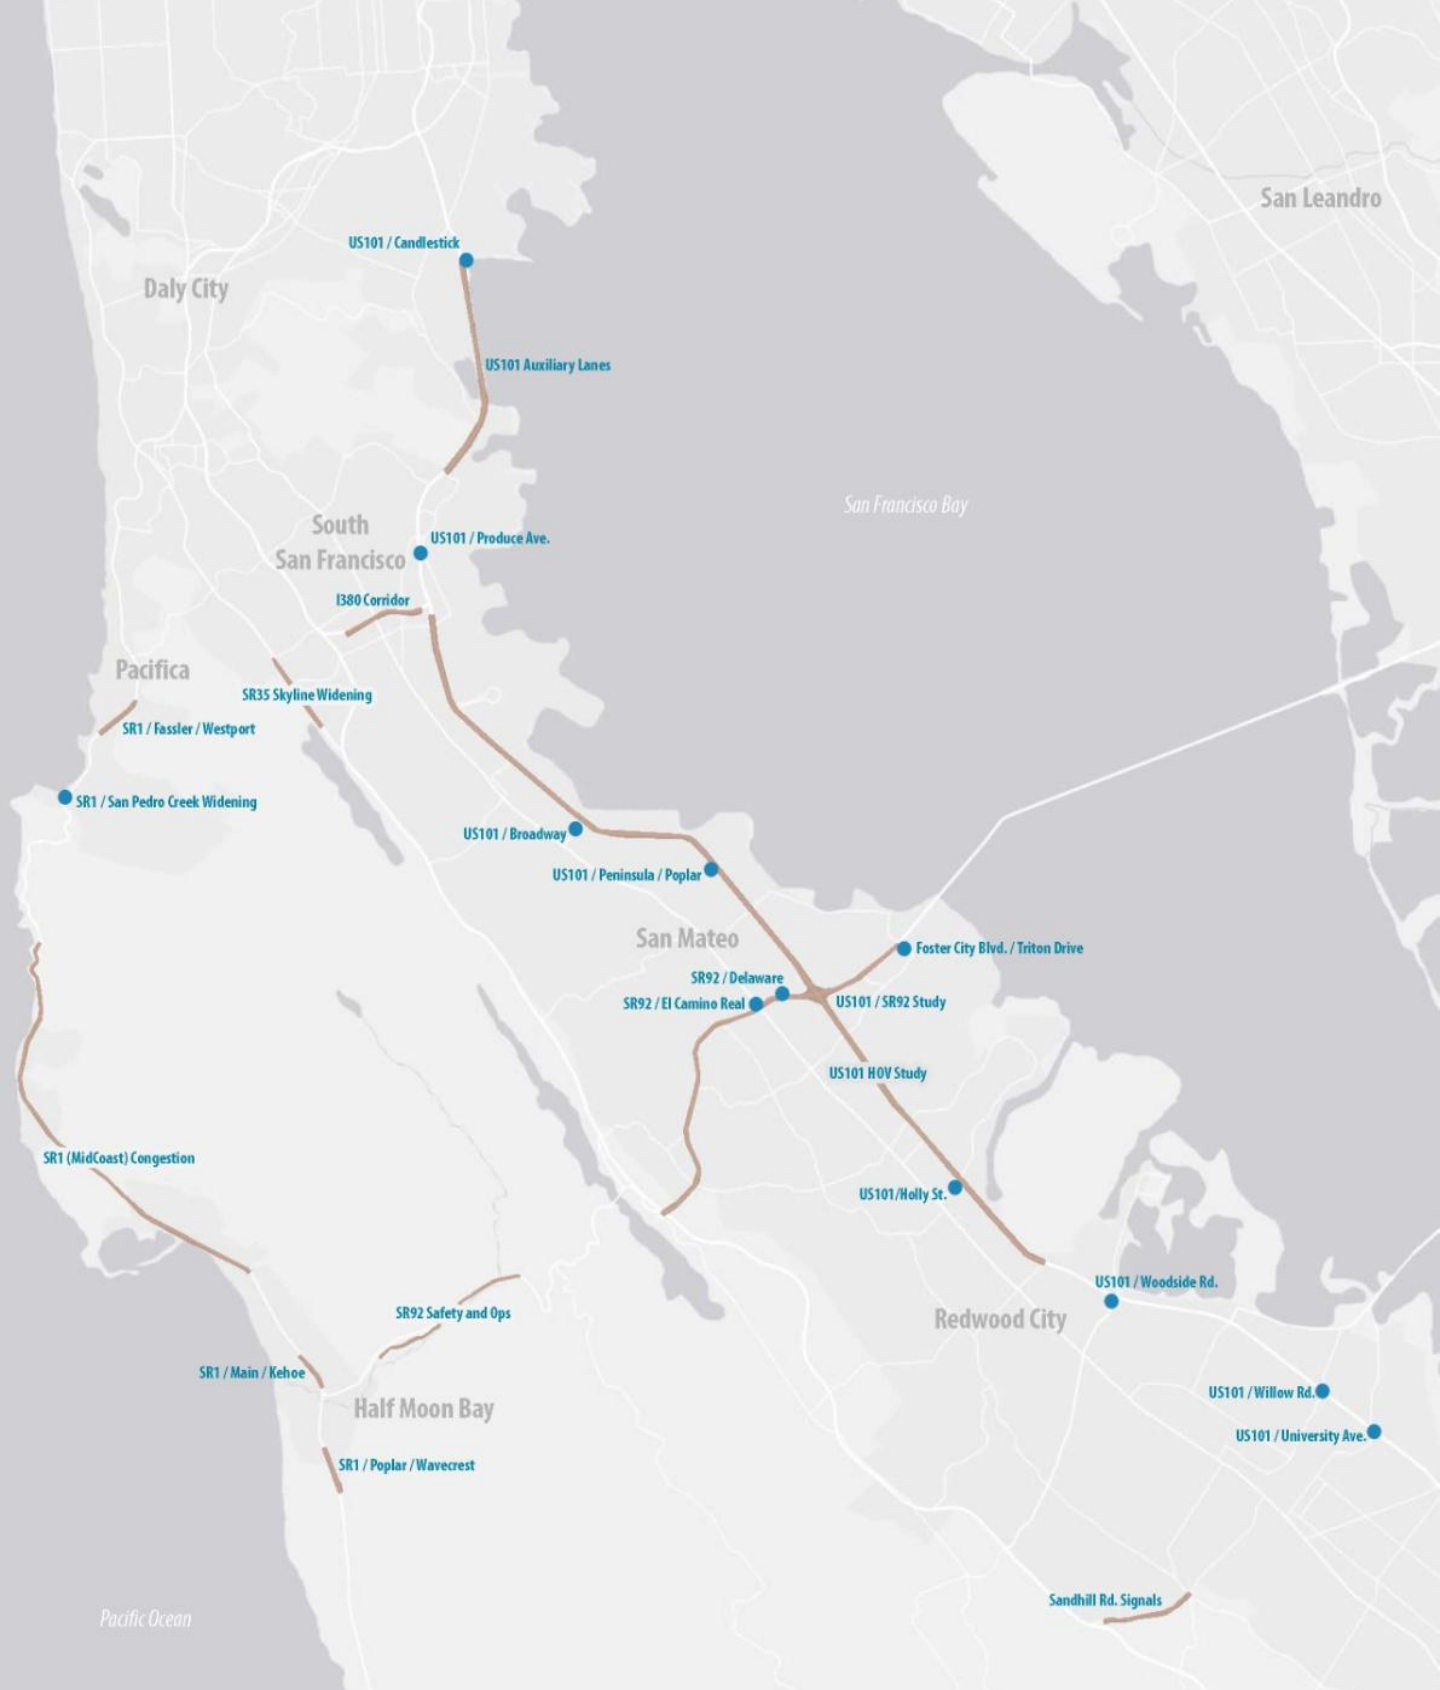 San Leandro
US101 / Candlestick
Daly City
US101 Auxiliary Lanes
San Francisco Bay
South
San Francisco
US101 / Produce Ave.
I380 Corridor
Pacifica
SR35 Skyline Widening
SR1 / Fassler / Westport
SR1 / San Pedro Creek Widening
US101 / Broadway
US101 / Peninsula / Poplar
San Mateo
Foster City Blvd. / Triton Drive
SR92 / Delaware
SR92 / El Camino Real
US101 / SR92 Study
US101 HOV Study
SR1 (MidCoast) Congestion
US101/Holly St.
US101 / Woodside Rd.
SR92 Safety and Ops
Redwood City
SR1 / Main / Kehoe
US101 / Willow Rd.
Half Moon Bay
US101 / University Ave.
SR1 / Poplar / Wavecrest
Sandhill Rd. Signals
Pacific Ocean